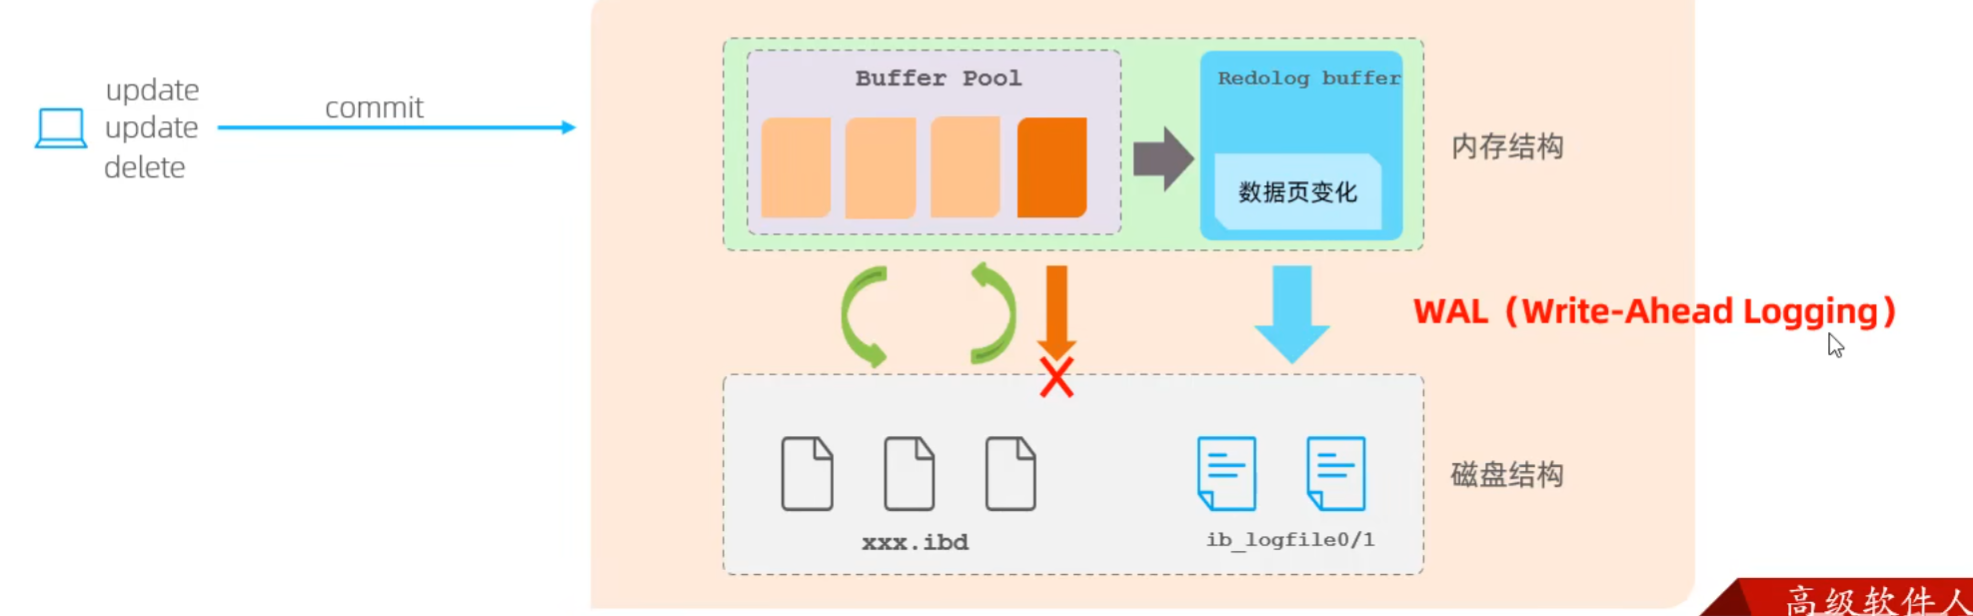 update
update
delete
commit
Buffer Pool
Redolog buffer
数据页变化
内存结构
WAL（Write-Ahead Logging）
xxx.ibd
ib_logfile0/1
磁盘结构
高级软件人